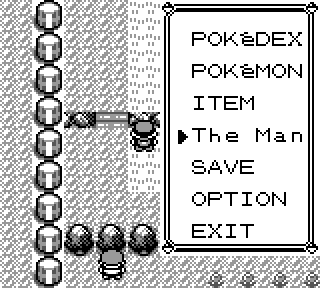 POKéDEX
POKéMON
ITEM
The Man
SAVE
OPTION
EXIT